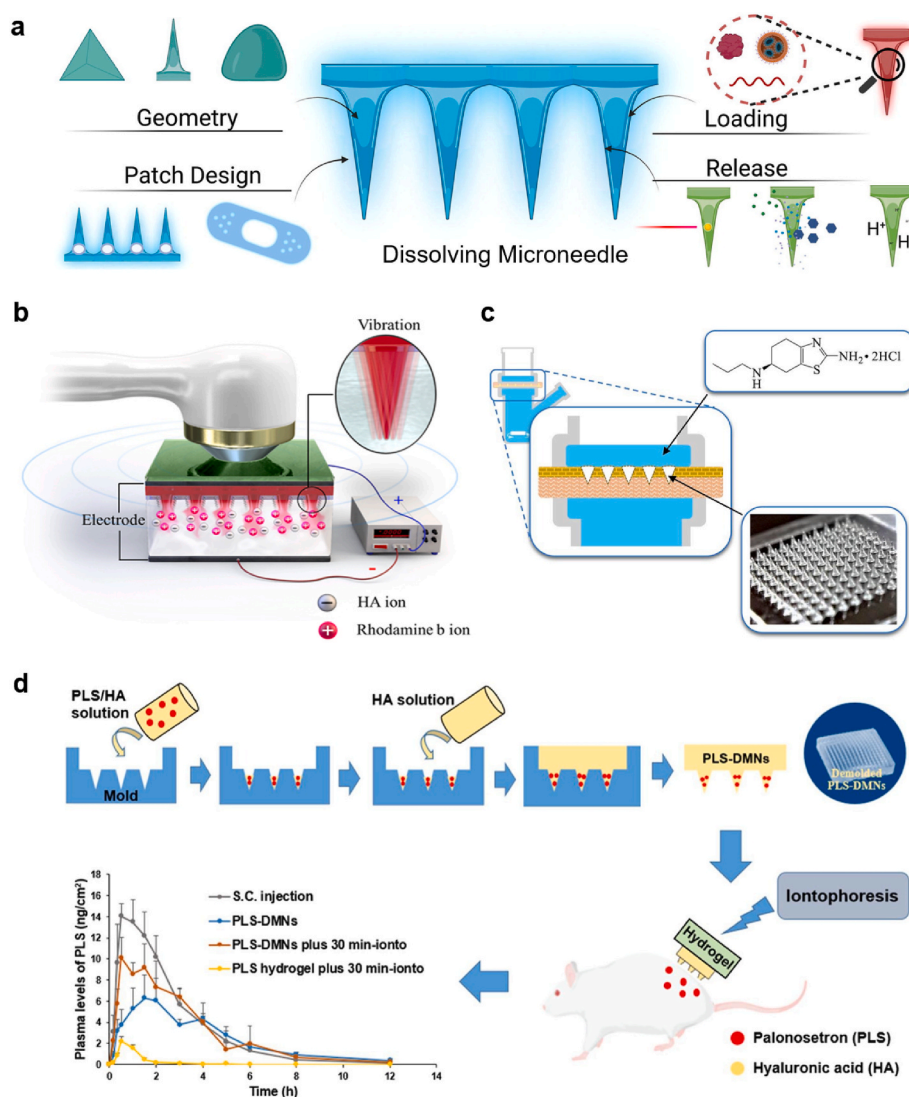 a
Geometry
Loading
Patch Design
Release
Dissolving Microneedle
H⁺
H
b
Vibration
Electrode
+
-
HA ion
Rhodamine b ion
c
N
NH₂• 2HCl
N
H
S
d
PLS/HA
solution
Mold
HA solution
PLS-DMNs
Demolded
PLS-DMNs
Iontophoresis
Hydrogel
Palonosetron (PLS)
Hyaluronic acid (HA)
Plasma levels of PLS (ng/cm²)
16
14
12
10
8
6
4
2
0
0 2 4 6 8 10 12 14
Time (h)
S.C. injection
PLS-DMNs
PLS-DMNs plus 30 min-ionto
PLS hydrogel plus 30 min-ionto